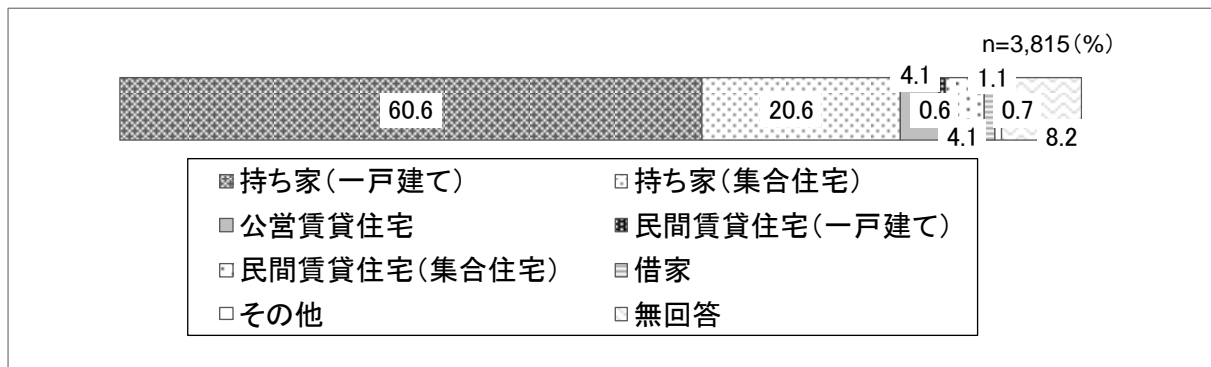 n=3,815(%)
4.1 1.1
60.6 20.6 0.6 0.7
4.1 8.2
持ち家(一戸建て) 持ち家(集合住宅)
公営賃貸住宅 民間賃貸住宅(一戸建て)
民間賃貸住宅(集合住宅) 借家
その他 無回答